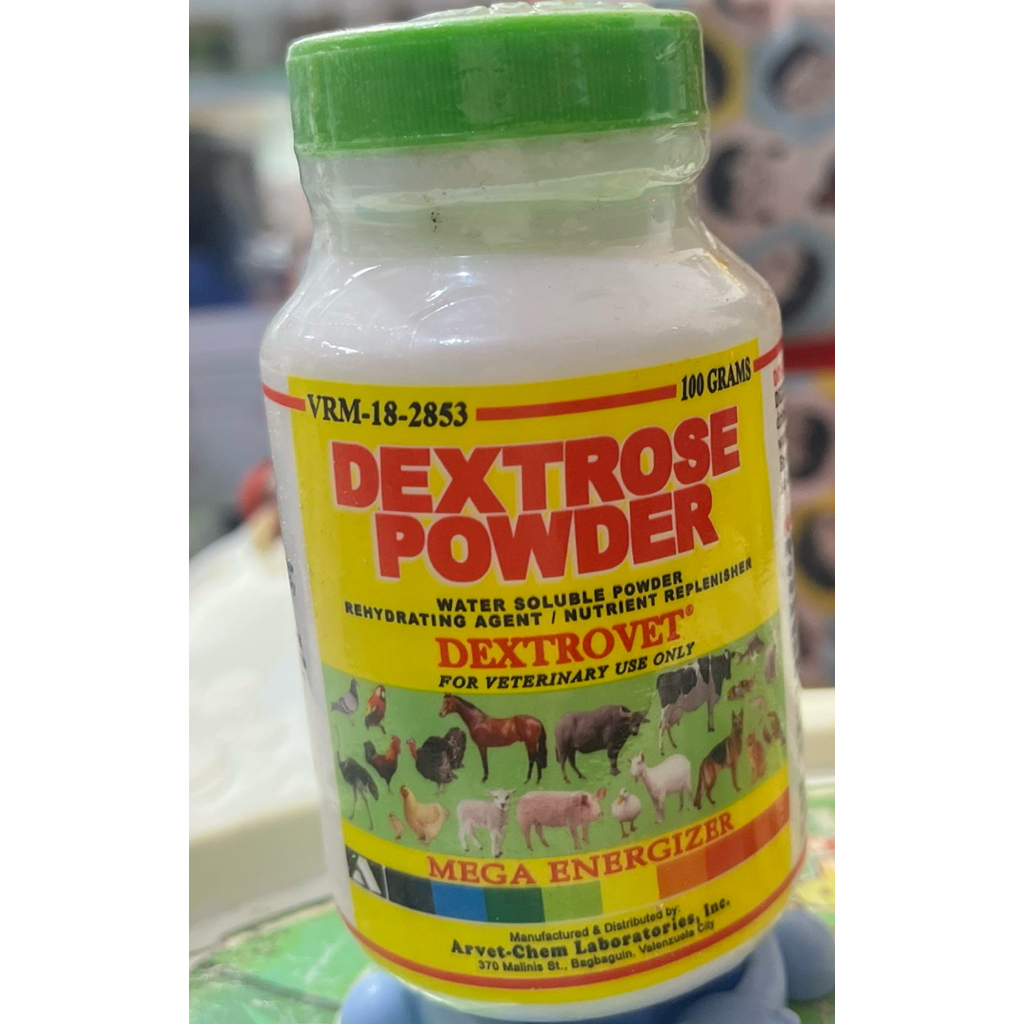 VRM-18-2853
100 GRAMS
DEXTROSE
POWDER
WATER SOLUBLE POWDER
REHYDRATING AGENT / NUTRIENT REPLENISHER
DEXTROVET®
FOR VETERINARY USE ONLY
MEGA ENERGIZER
Manufactured & Distributed by:
Arvet-Chem Laboratories, Inc.
370 Malinis St., Bagbaguin, Valenzuela City